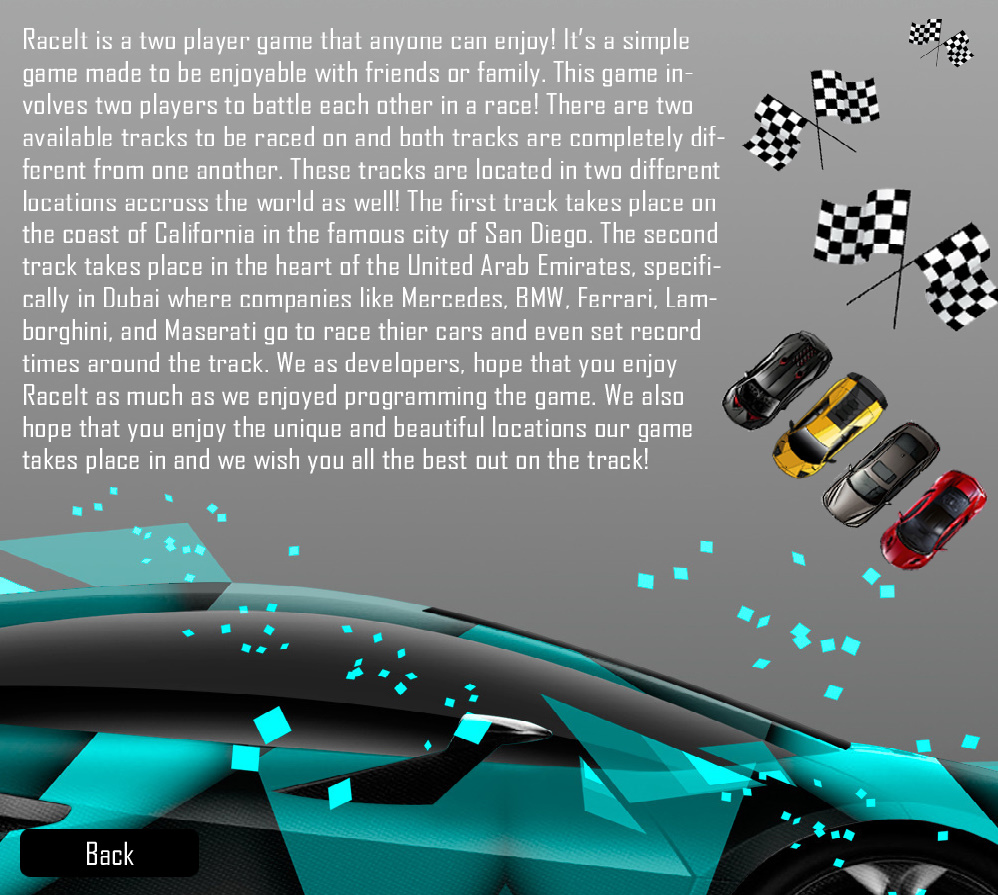 RaceIt is a two player game that anyone can enjoy! It's a simple
game made to be enjoyable with friends or family. This game in-
volves two players to battle each other in a race! There are two
available tracks to be raced on and both tracks are completely dif-
ferent from one another. These tracks are located in two different
locations accross the world as well! The first track takes place on
the coast of California in the famous city of San Diego. The second
track takes place in the heart of the United Arab Emirates, specifi-
cally in Dubai where companies like Mercedes, BMW, Ferrari, Lam-
borghini, and Maserati go to race thier cars and even set record
times around the track. We as developers, hope that you enjoy
RaceIt as much as we enjoyed programming the game. We also
hope that you enjoy the unique and beautiful locations our game
takes place in and we wish you all the best out on the track!
Back